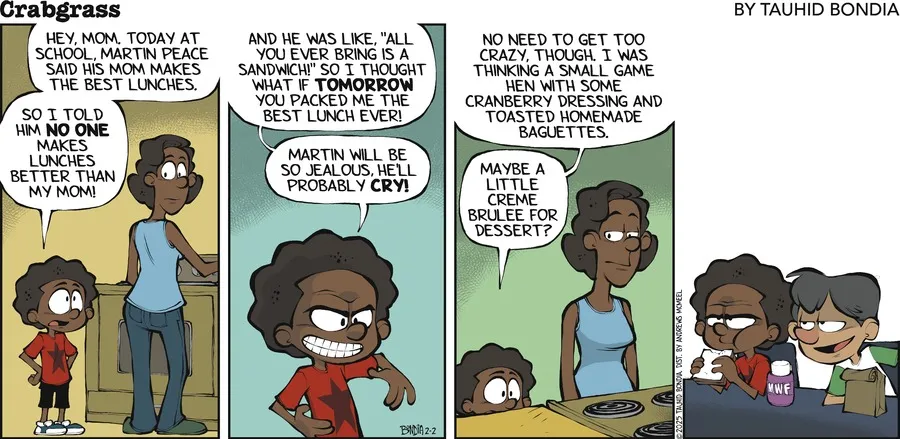 Crabgrass
BY TAUHID BONDIA
HEY, MOM. TODAY AT
SCHOOL, MARTIN PEACE
SAID HIS MOM MAKES
THE BEST LUNCHES.
SO I TOLD
HIM NO ONE
MAKES
LUNCHES
BETTER THAN
MY MOM!
AND HE WAS LIKE, "ALL
YOU EVER BRING IS A
SANDWICH!" SO I THOUGHT
WHAT IF TOMORROW
YOU PACKED ME THE
BEST LUNCH EVER!
MARTIN WILL BE
SO JEALOUS, HE'LL
PROBABLY CRY!
BONDIA 2-2
NO NEED TO GET TOO
CRAZY, THOUGH. I WAS
THINKING A SMALL GAME
HEN WITH SOME
CRANBERRY DRESSING AND
TOASTED HOMEMADE
BAGUETTES.
MAYBE A
LITTLE
CREME
BRULEE FOR
DESSERT?
©2025 TAUHID BONDIA, DIST. BY ANDREWS MCMEEL
MWF